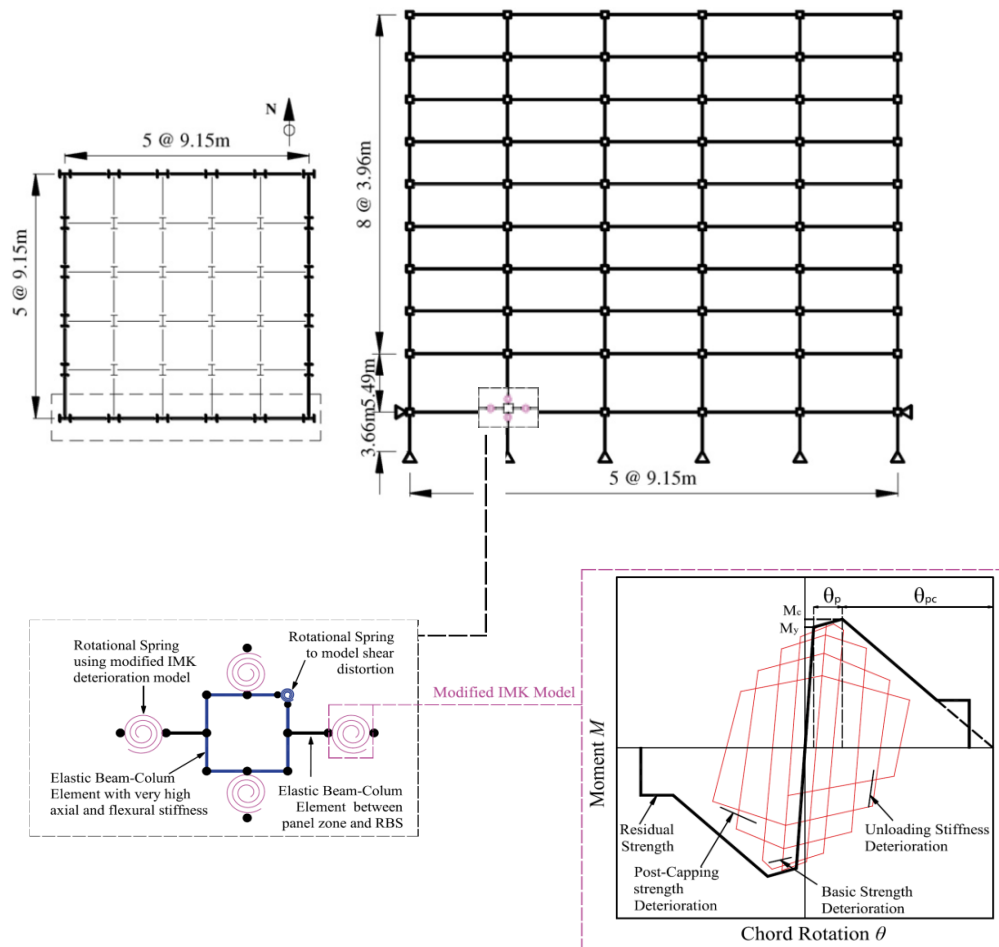 N
5 @ 9.15m
5 @ 9.15m
8 @ 3.96m
5.49m
3.66m
5 @ 9.15m
Rotational Spring
using modified IMK
deterioration model
Rotational Spring
to model shear
distortion
Elastic Beam-Colum
Element with very high
axial and flexural stiffness
Elastic Beam-Colum
Element between
panel zone and RBS
Modified IMK Model
θp
θpc
Mc
My
Moment M
Residual
Strength
Post-Capping
strength
Deterioration
Unloading Stiffness
Deterioration
Basic Strength
Deterioration
Chord Rotation θ